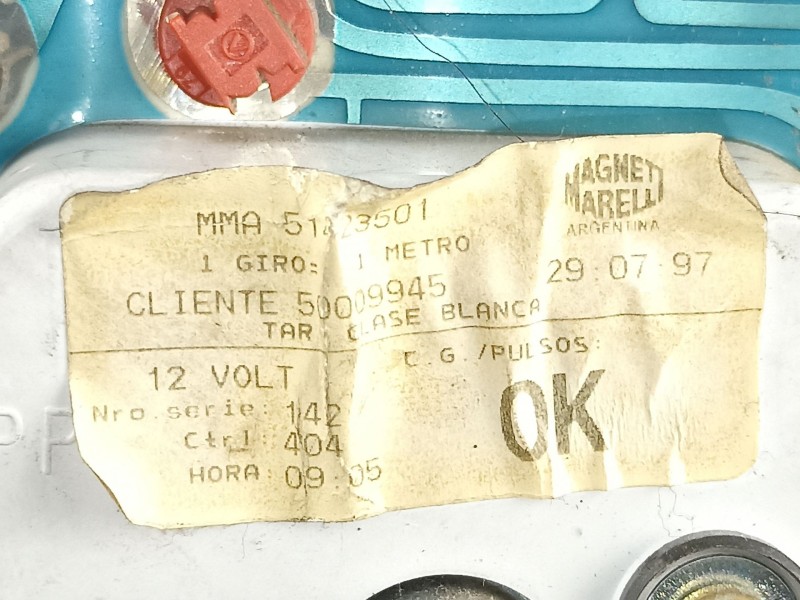 MAGNETI
MARELLI
ARGENTINA
MMA
1 GIRO: 1 METRO
29:07:97
CLIENTE 50009945
TAR CLASE BLANCA
12 VOLT
C.G./PULSOS:
Nro.serie: 142
Ctrl: 404
HORA: 09:05
OK